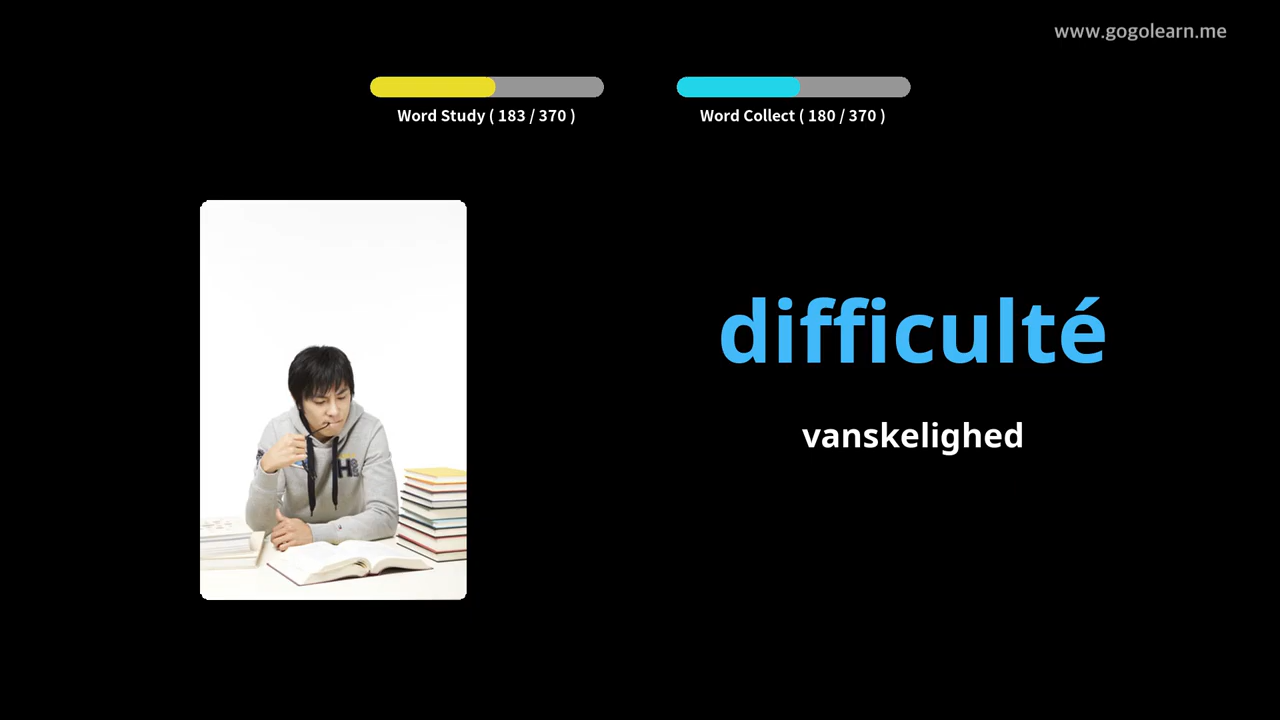 www.gogolearn.me
Word Study ( 183 / 370 )
Word Collect ( 180 / 370 )
difficulté
vanskelighed
H